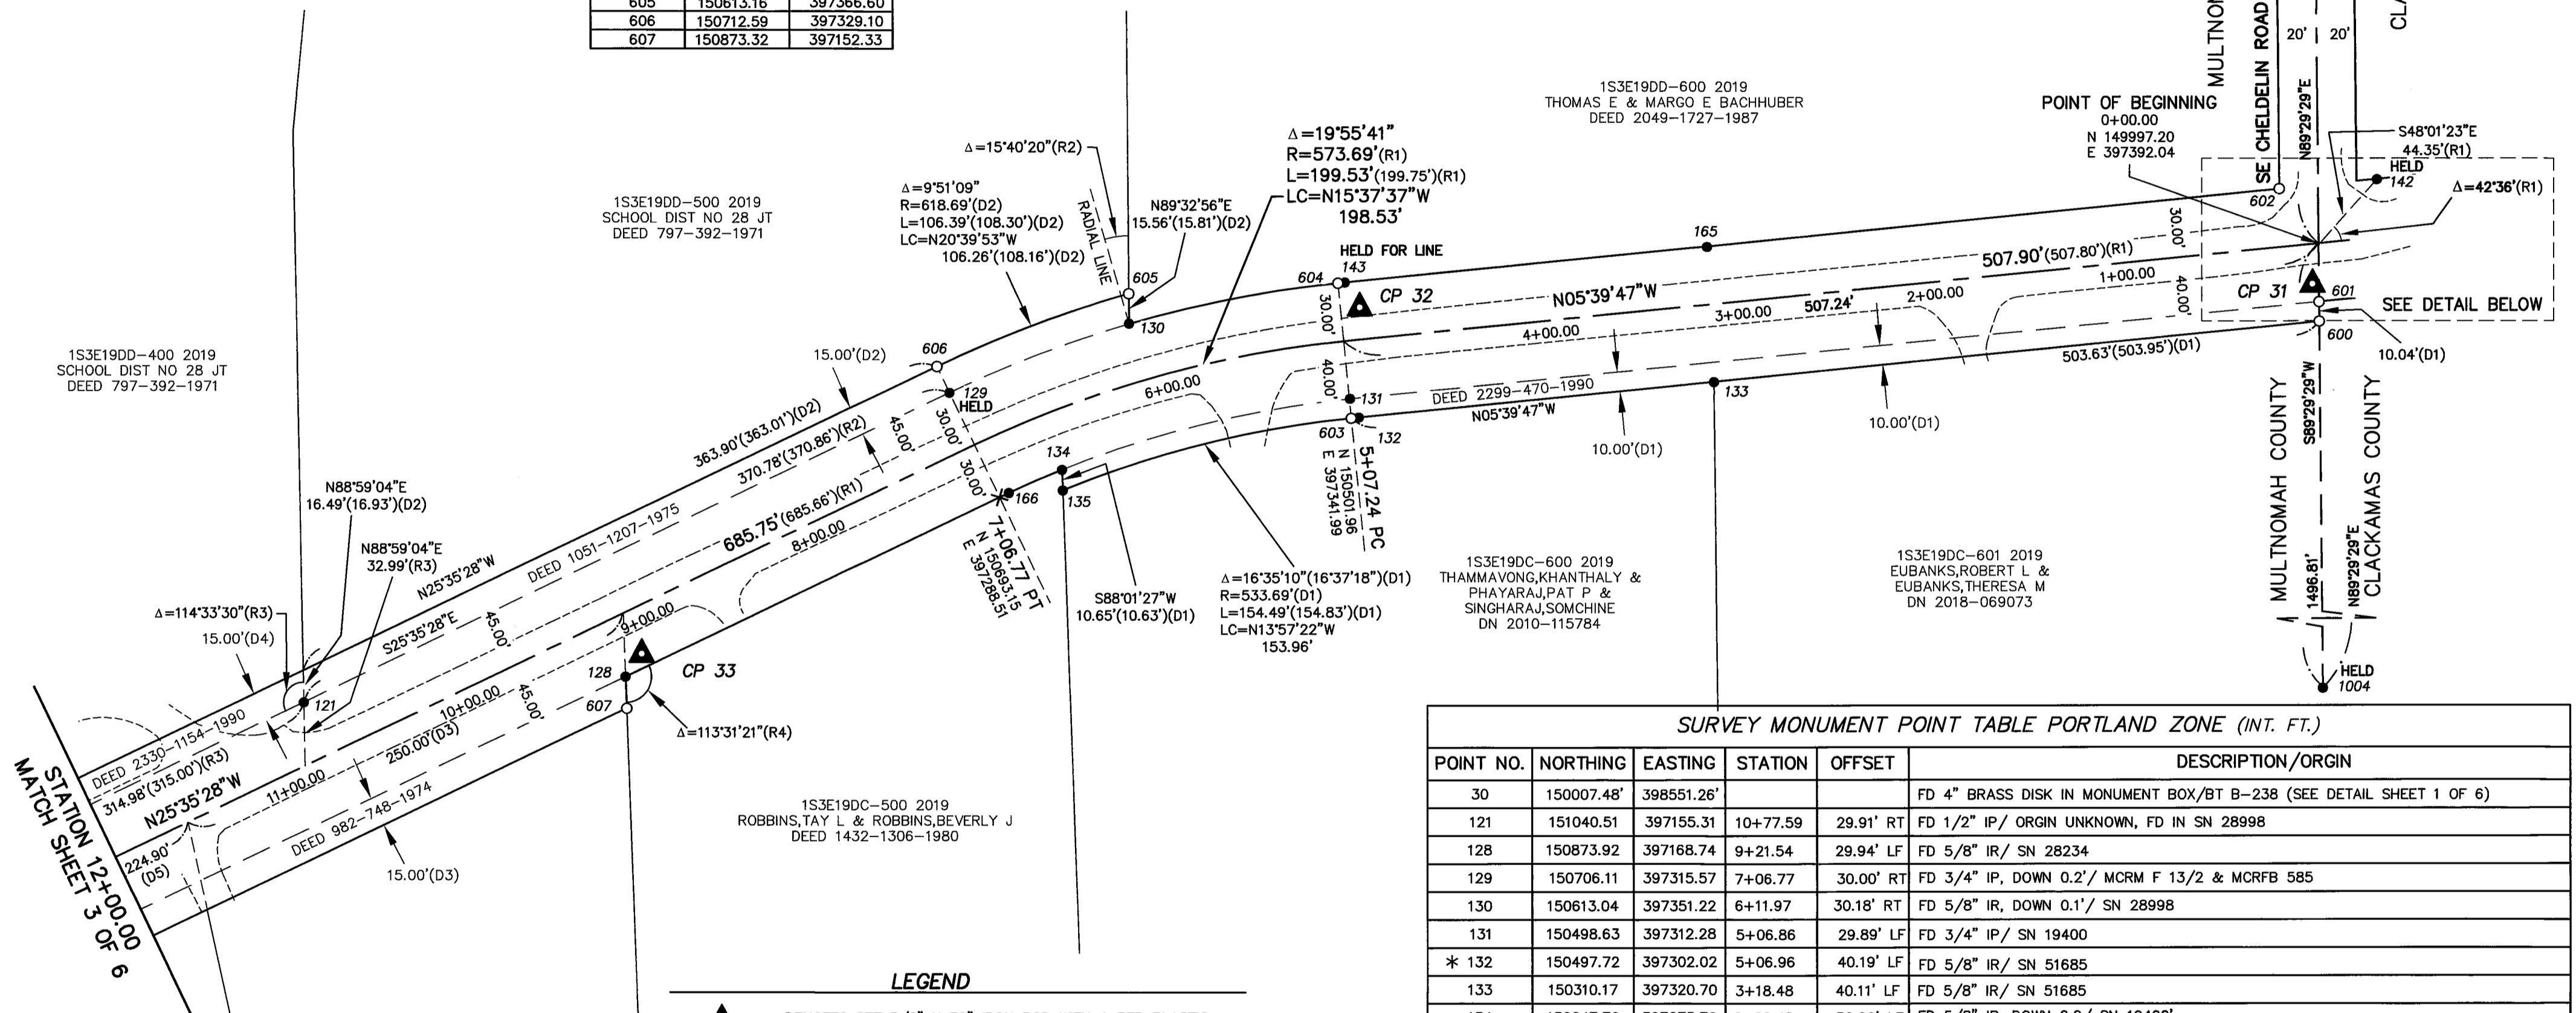 605 150613.16 397366.60
606 150712.59 397329.10
607 150873.32 397152.33
1S3E19DD-400 2019
SCHOOL DIST NO 28 JT
DEED 797-392-1971
1S3E19DD-500 2019
SCHOOL DIST NO 28 JT
DEED 797-392-1971
Δ=15°40'20"(R2)
Δ=9°51'09"
R=618.69'(D2)
L=106.39'(108.30')(D2)
LC=N20°39'53"W
106.26'(108.16')(D2)
RADIAL LINE
N89°32'56"E
15.56'(15.81')(D2)
605
130
606
129
HELD
Δ=19°55'41"
R=573.69'(R1)
L=199.53'(199.75')(R1)
LC=N15°37'37"W
198.53'
HELD FOR LINE
143
604
CP 32
30.00'
40.00'
131
603
132
5+07.24 PC
N 150501.96
E 397341.99
1S3E19DD-600 2019
THOMAS E & MARGO E BACHHUBER
DEED 2049-1727-1987
165
N05°39'47"W
507.24'
4+00.00
3+00.00
2+00.00
1+00.00
507.90'(507.80')(R1)
POINT OF BEGINNING
0+00.00
N 149997.20
E 397392.04
SE CHELDELIN ROAD
20'
20'
N89°29'29"E
S48°01'23"E
44.35'(R1)
HELD
142
Δ=42°36'(R1)
602
30.00'
40.00'
CP 31
601
SEE DETAIL BELOW
600
10.04'(D1)
503.63'(503.95')(D1)
10.00'(D1)
10.00'(D1)
133
DEED 2299-470-1990
N05°39'47"W
S89°29'29"W
MULTNOMAH COUNTY
CLACKAMAS COUNTY
1496.81'
N89°29'29"E
HELD
1004
15.00'(D2)
363.90'(363.01')(D2)
370.78'(370.86')(R2)
45.00'
30.00'
30.00'
6+00.00
134
135
166
7+06.77 PT
N 150693.15
E 397288.51
S88°01'27"W
10.65'(10.63')(D1)
Δ=16°35'10"(16°37'18")(D1)
R=533.69'(D1)
L=154.49'(154.83')(D1)
LC=N13°57'22"W
153.96'
1S3E19DC-600 2019
THAMMAVONG,KHANTHALY &
PHAYARAJ,PAT P &
SINGHARAJ,SOMCHINE
DN 2010-115784
1S3E19DC-601 2019
EUBANKS,ROBERT L &
EUBANKS,THERESA M
DN 2018-069073
N88°59'04"E
16.49'(16.93')(D2)
N88°59'04"E
32.99'(R3)
N25°35'28"W
DEED 1051-1207-1975
685.75'(685.66')(R1)
8+00.00
Δ=114°33'30"(R3)
15.00'(D4)
S25°35'28"E
45.00'
9+00.00
121
128
CP 33
607
Δ=113°31'21"(R4)
10+00.00
45.00'
250.00'(D3)
DEED 2330-1154-1990
314.98'(315.00')(R3)
N25°35'28"W
11+00.00
224.90'
(D5)
DEED 982-748-1974
15.00'(D3)
STATION 12+00.00
MATCH SHEET 3 OF 6
1S3E19DC-500 2019
ROBBINS,TAY L & ROBBINS,BEVERLY J
DEED 1432-1306-1980
LEGEND
SURVEY MONUMENT POINT TABLE PORTLAND ZONE (INT. FT.)
POINT NO. NORTHING EASTING STATION OFFSET DESCRIPTION/ORGIN
30 150007.48' 398551.26' FD 4" BRASS DISK IN MONUMENT BOX/BT B-238 (SEE DETAIL SHEET 1 OF 6)
121 151040.51 397155.31 10+77.59 29.91' RT FD 1/2" IP/ ORGIN UNKNOWN, FD IN SN 28998
128 150873.92 397168.74 9+21.54 29.94' LF FD 5/8" IR/ SN 28234
129 150706.11 397315.57 7+06.77 30.00' RT FD 3/4" IP, DOWN 0.2'/ MCRM F 13/2 & MCRFB 585
130 150613.04 397351.22 6+11.97 30.18' RT FD 5/8" IR, DOWN 0.1'/ SN 28998
131 150498.63 397312.28 5+06.86 29.89' LF FD 3/4" IP/ SN 19400
* 132 150497.72 397302.02 5+06.96 40.19' LF FD 5/8" IR/ SN 51685
133 150310.17 397320.70 3+18.48 40.11' LF FD 5/8" IR/ SN 51685